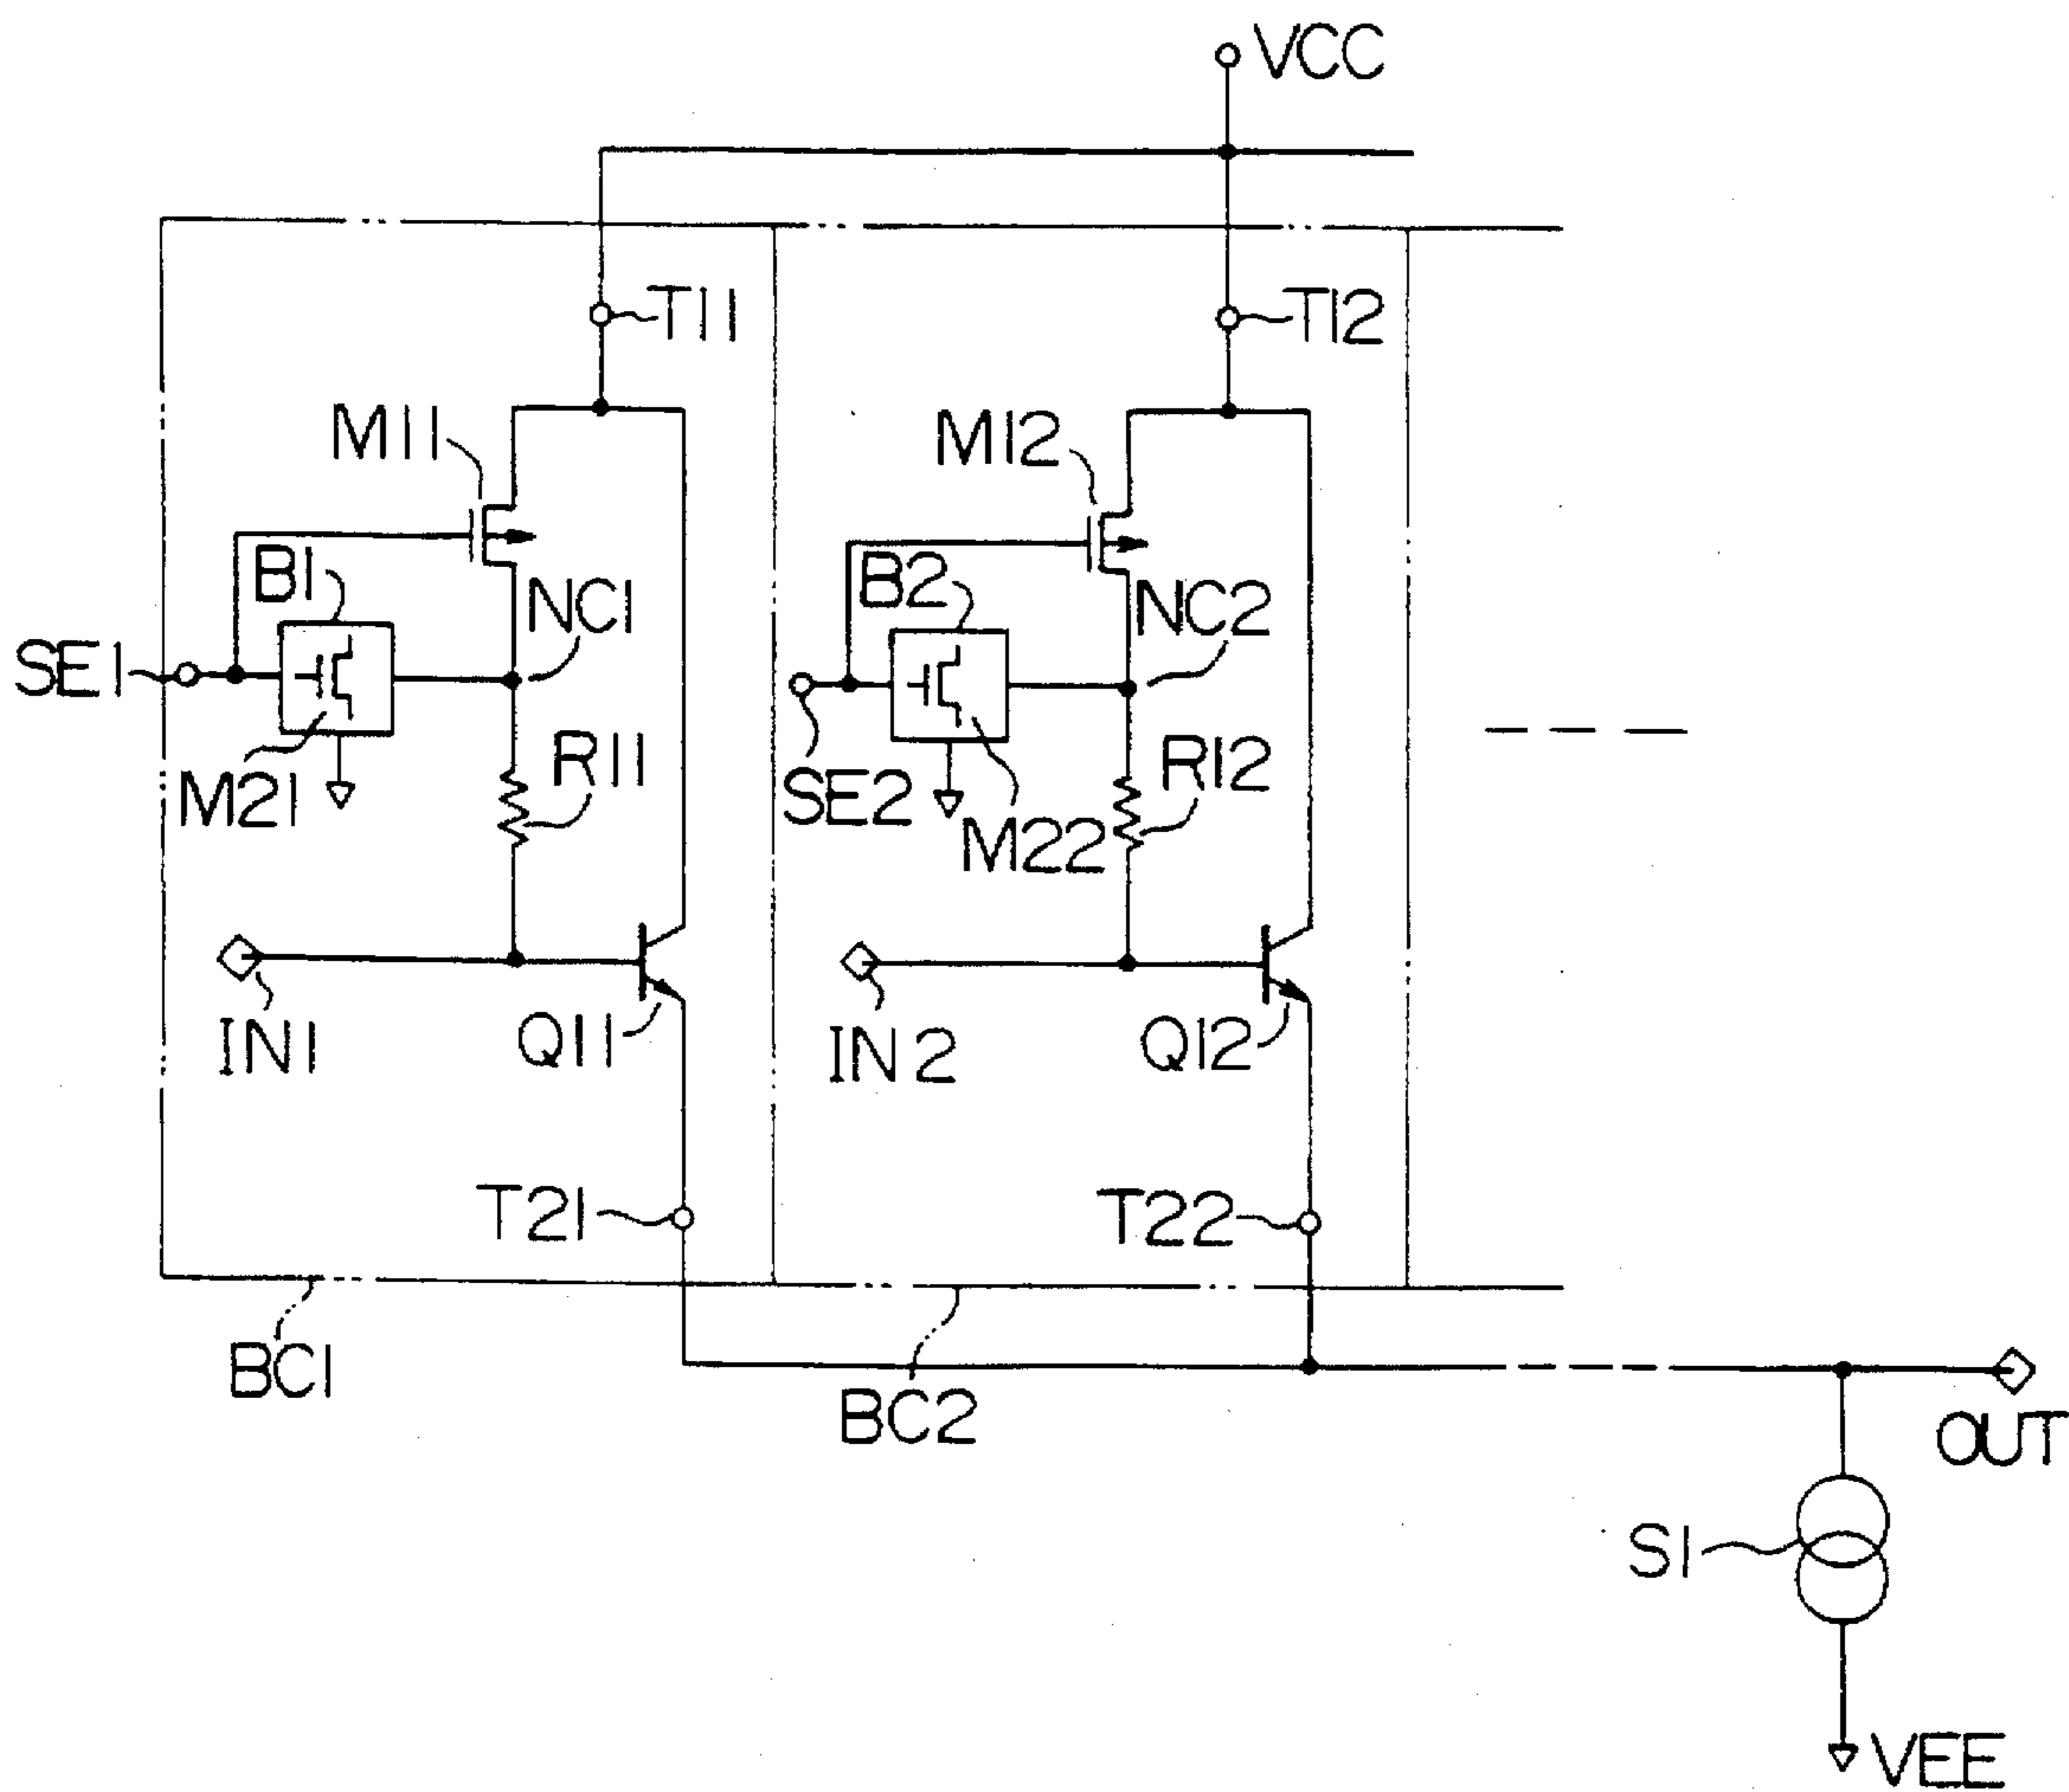 VCC
T11
T12
M11
M12
B1
B2
NC1
NC2
SE1
R11
R12
M21
SE2
M22
IN1
Q11
IN2
Q12
T21
T22
BC1
BC2
OUT
S1
VEE